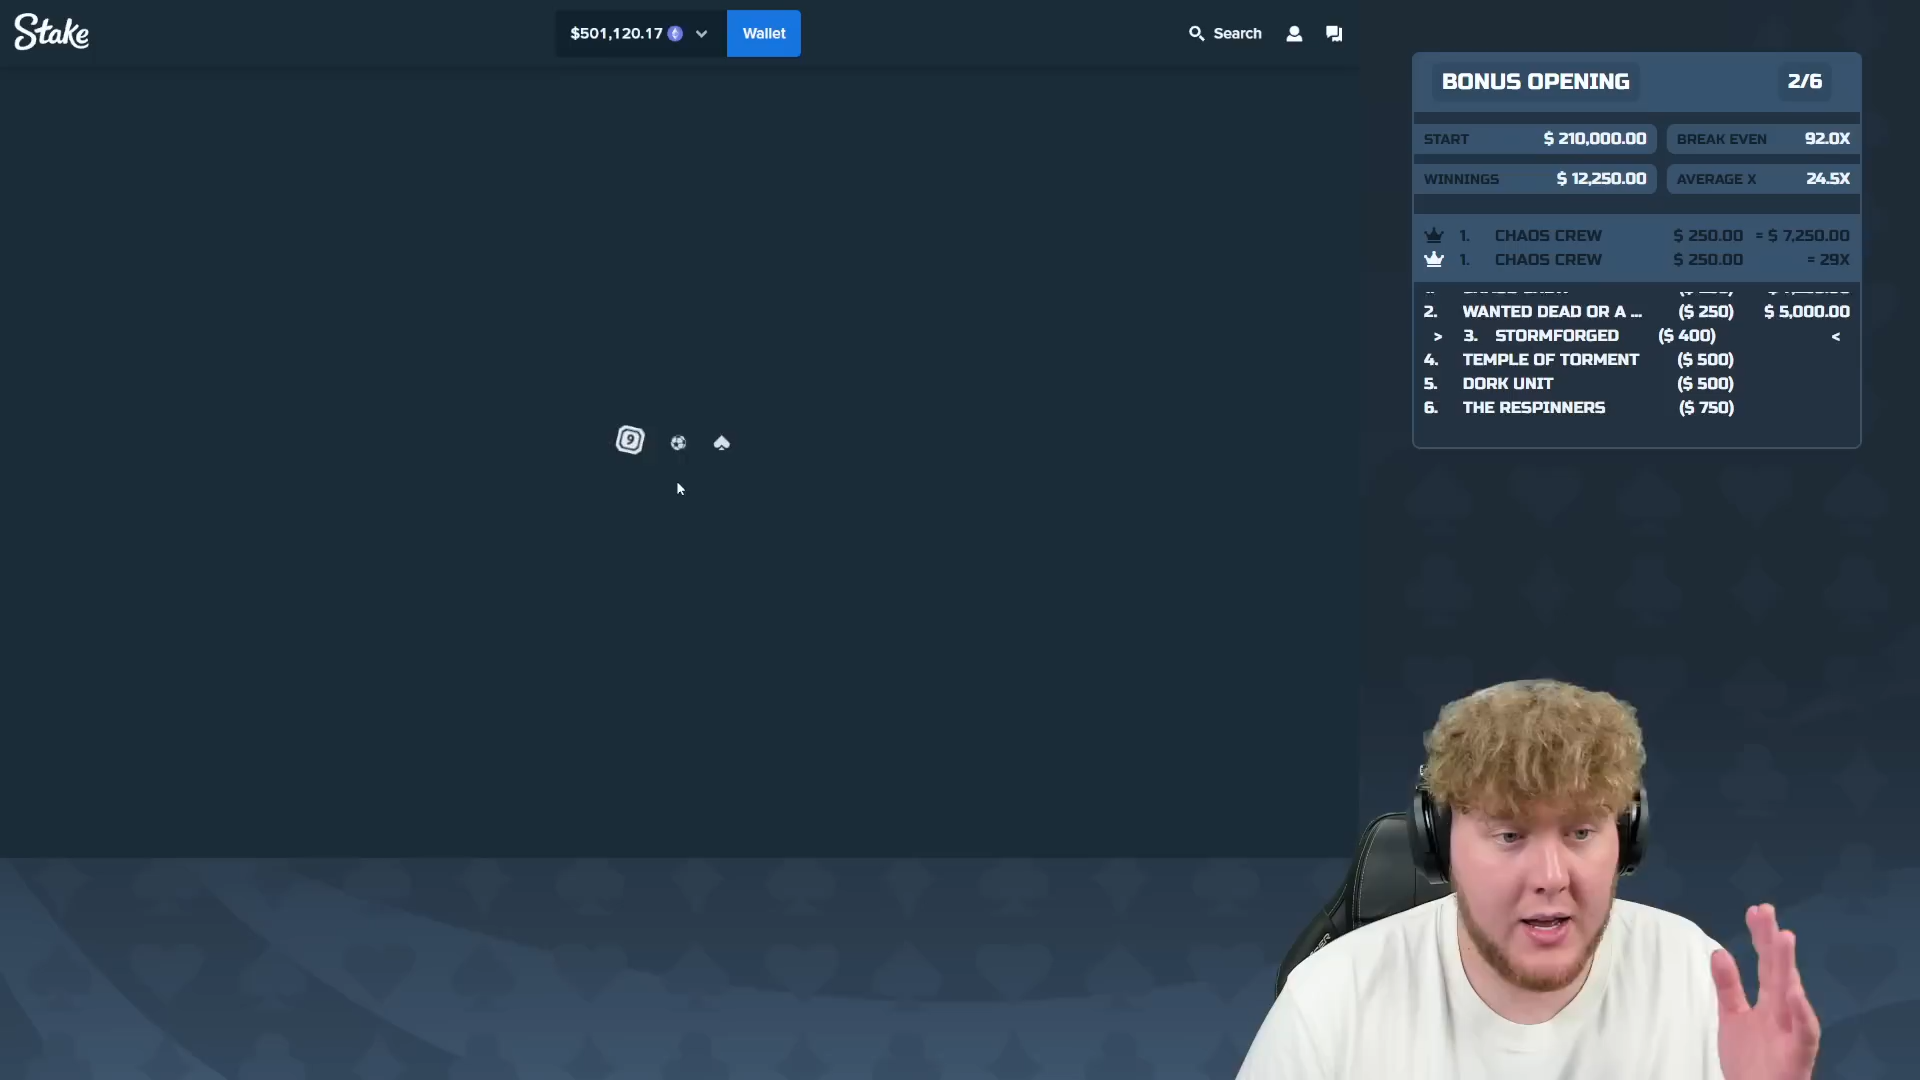 Stake
$501,120.17
Wallet
Search
BONUS OPENING 2/6
START $ 210,000.00 BREAK EVEN 92.0X
WINNINGS $ 12,250.00 AVERAGE X 24.5X
1. CHAOS CREW $ 250.00 = $ 7,250.00
1. CHAOS CREW $ 250.00 = 29X
2. WANTED DEAD OR A ... ($ 250) $ 5,000.00
> 3. STORMFORGED ($ 400) <
4. TEMPLE OF TORMENT ($ 500)
5. DORK UNIT ($ 500)
6. THE RESPINNERS ($ 750)
9